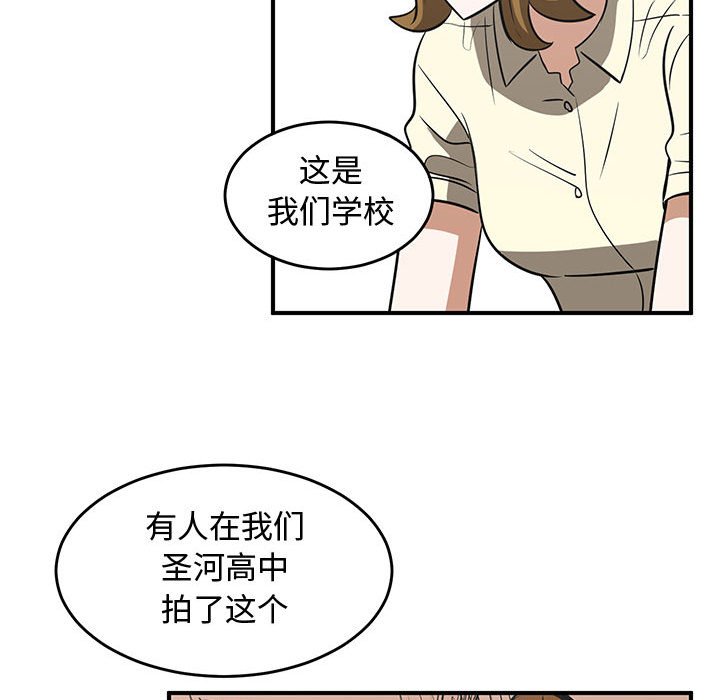 这是
我们学校
有人在我们
圣河高中
拍了这个